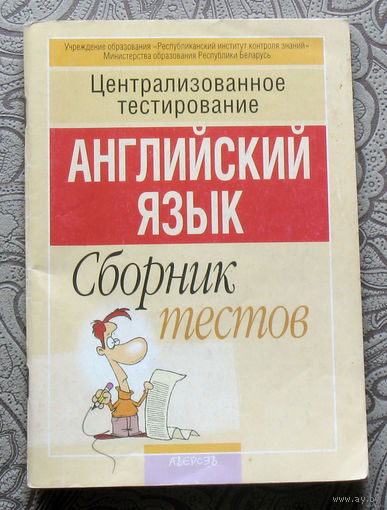 Учреждение образования «Республиканский институт контроля знаний»
Министерства образования Республики Беларусь
Централизованное
тестирование
АНГЛИЙСКИЙ
ЯЗЫК
Сборник
тестов
АВЕРСЭВ
www.ay.by